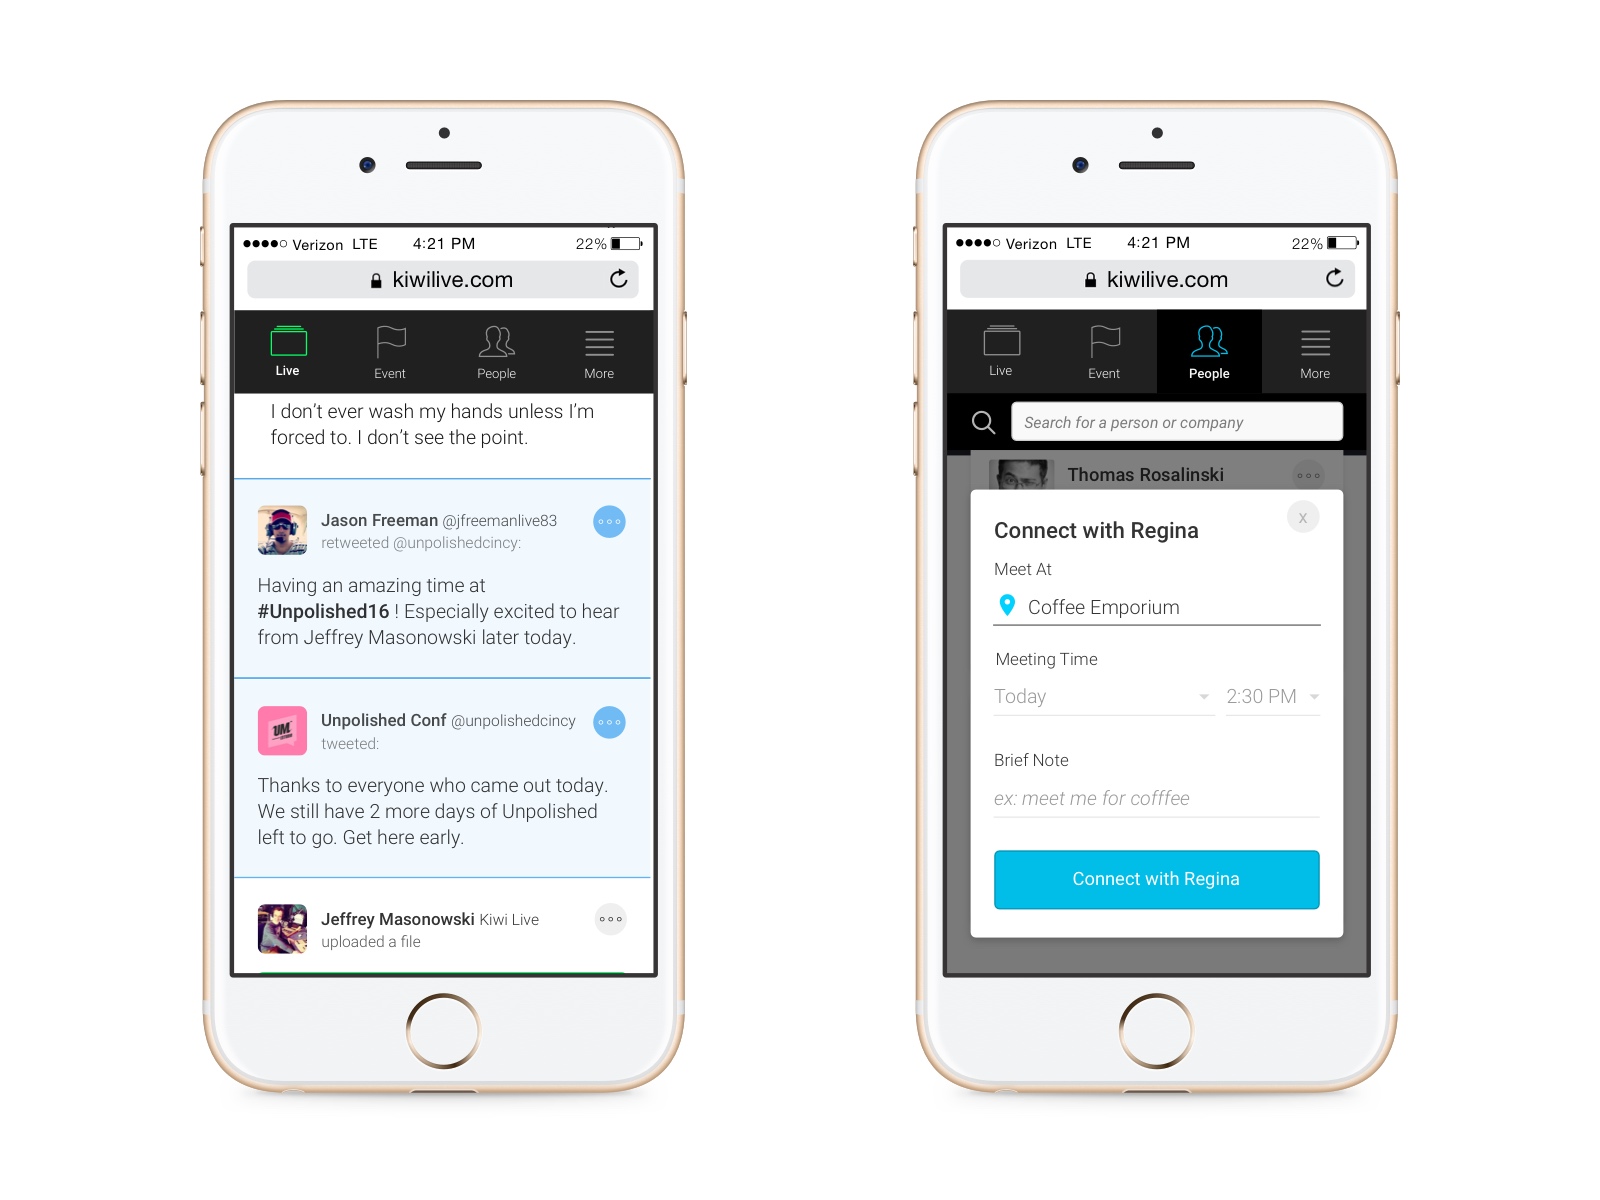 Verizon LTE 4:21 PM 22%
kiwilive.com
Live Event People More
I don't ever wash my hands unless I'm
forced to. I don't see the point.
Jason Freeman @jfreemanlive83
retweeted @unpolishedcincy:
Having an amazing time at
#Unpolished16 ! Especially excited to hear
from Jeffrey Masonowski later today.
UM
Unpolished Conf @unpolishedcincy
tweeted:
Thanks to everyone who came out today.
We still have 2 more days of Unpolished
left to go. Get here early.
Jeffrey Masonowski Kiwi Live
uploaded a file
Verizon LTE 4:21 PM 22%
kiwilive.com
Live Event People More
Search for a person or company
Thomas Rosalinski
x
Connect with Regina
Meet At
Coffee Emporium
Meeting Time
Today 2:30 PM
Brief Note
ex: meet me for cofffee
Connect with Regina